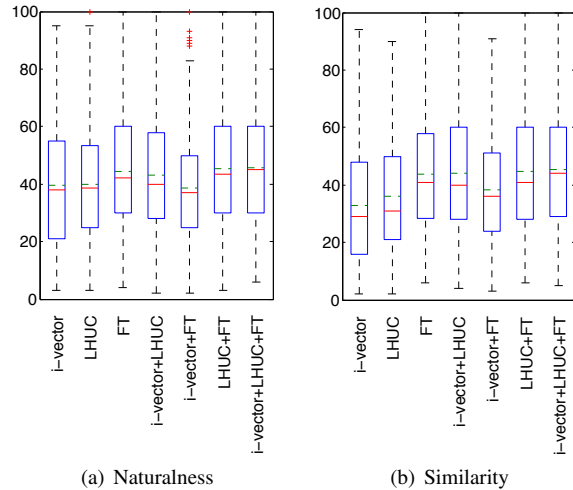 100
80
60
40
20
0
i−vector
LHUC
FT
i−vector+LHUC
i−vector+FT
LHUC+FT
i−vector+LHUC+FT
(a) Naturalness
100
80
60
40
20
0
i−vector
LHUC
FT
i−vector+LHUC
i−vector+FT
LHUC+FT
i−vector+LHUC+FT
(b) Similarity